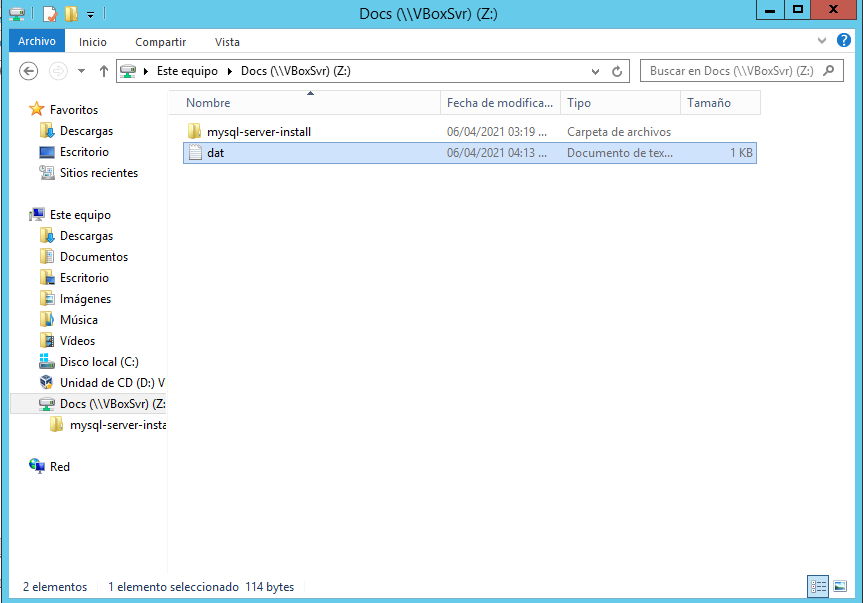 Docs (\\VBoxSvr) (Z:)
Archivo Inicio Compartir Vista
Este equipo Docs (\\VBoxSvr) (Z:) Buscar en Docs (\\VBoxSvr) (Z:)
Nombre Fecha de modifica... Tipo Tamaño
mysql-server-install 06/04/2021 03:19 ... Carpeta de archivos
dat 06/04/2021 04:13 ... Documento de tex... 1 KB
Favoritos
Descargas
Escritorio
Sitios recientes
Este equipo
Descargas
Documentos
Escritorio
Imágenes
Música
Vídeos
Disco local (C:)
Unidad de CD (D:) V
Docs (\\VBoxSvr) (Z:
mysql-server-insta
Red
2 elementos 1 elemento seleccionado 114 bytes